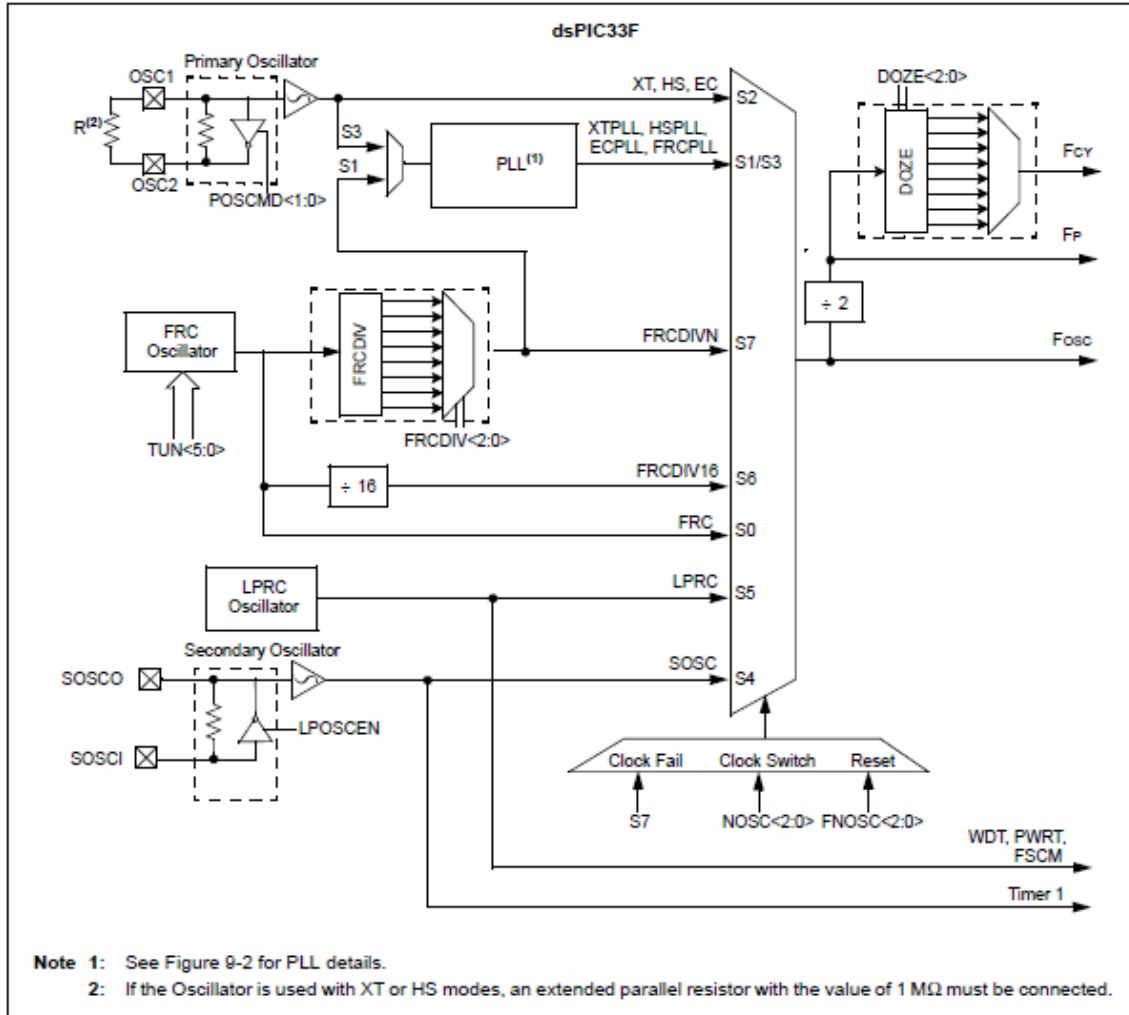 dsPIC33F
Primary Oscillator
OSC1
R(2)
OSC2
POSCMD<1:0>
S3
S1
PLL(1)
XT, HS, EC
S2
XTPLL, HSPLL,
ECPLL, FRCPLL
S1/S3
DOZE<2:0>
DOZE
FCY
FP
÷ 2
FOSC
FRC
Oscillator
TUN<5:0>
FRCDIV
FRCDIV<2:0>
FRCDIVN
S7
÷ 16
FRCDIV16
S6
FRC
S0
LPRC
Oscillator
LPRC
S5
Secondary Oscillator
SOSCO
SOSCI
LPOSCEN
SOSC
S4
Clock Fail
Clock Switch
Reset
S7
NOSC<2:0>
FNOSC<2:0>
WDT, PWRT,
FSCM
Timer 1
Note 1: See Figure 9-2 for PLL details.
2: If the Oscillator is used with XT or HS modes, an extended parallel resistor with the value of 1 MΩ must be connected.